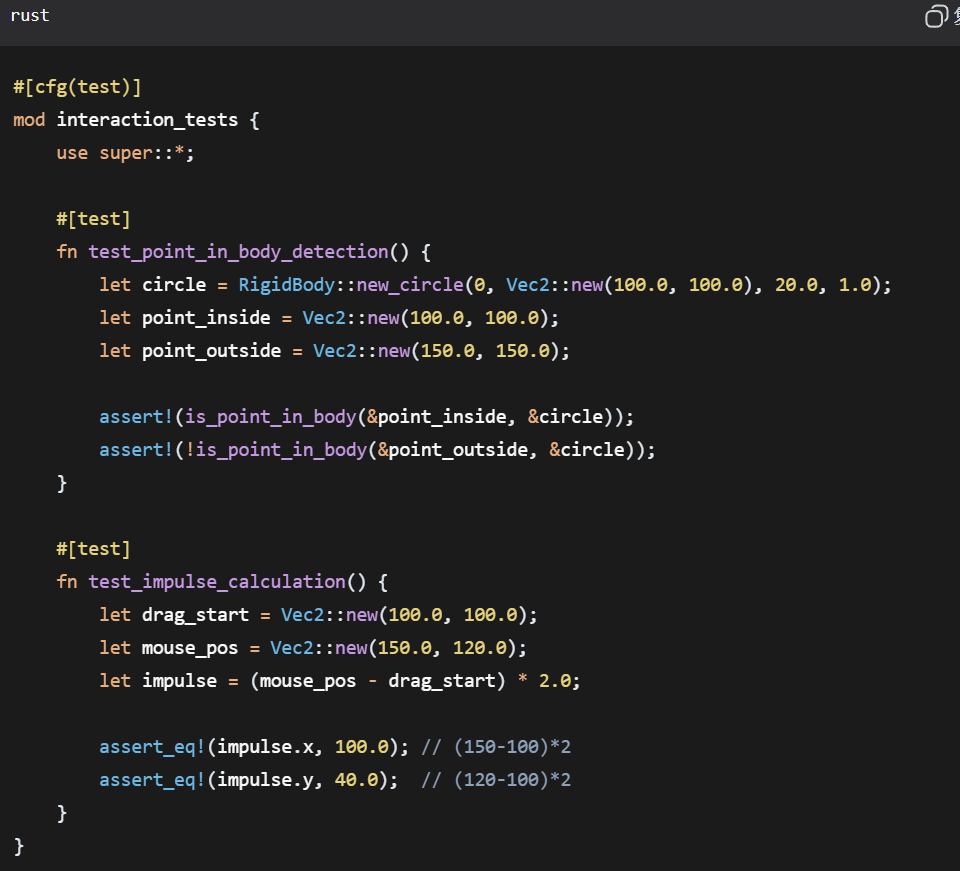 rust
#[cfg(test)]
mod interaction_tests {
    use super::*;

    #[test]
    fn test_point_in_body_detection() {
        let circle = RigidBody::new_circle(0, Vec2::new(100.0, 100.0), 20.0, 1.0);
        let point_inside = Vec2::new(100.0, 100.0);
        let point_outside = Vec2::new(150.0, 150.0);

        assert!(is_point_in_body(&point_inside, &circle));
        assert!(!is_point_in_body(&point_outside, &circle));
    }

    #[test]
    fn test_impulse_calculation() {
        let drag_start = Vec2::new(100.0, 100.0);
        let mouse_pos = Vec2::new(150.0, 120.0);
        let impulse = (mouse_pos - drag_start) * 2.0;

        assert_eq!(impulse.x, 100.0); // (150-100)*2
        assert_eq!(impulse.y, 40.0);  // (120-100)*2
    }
}